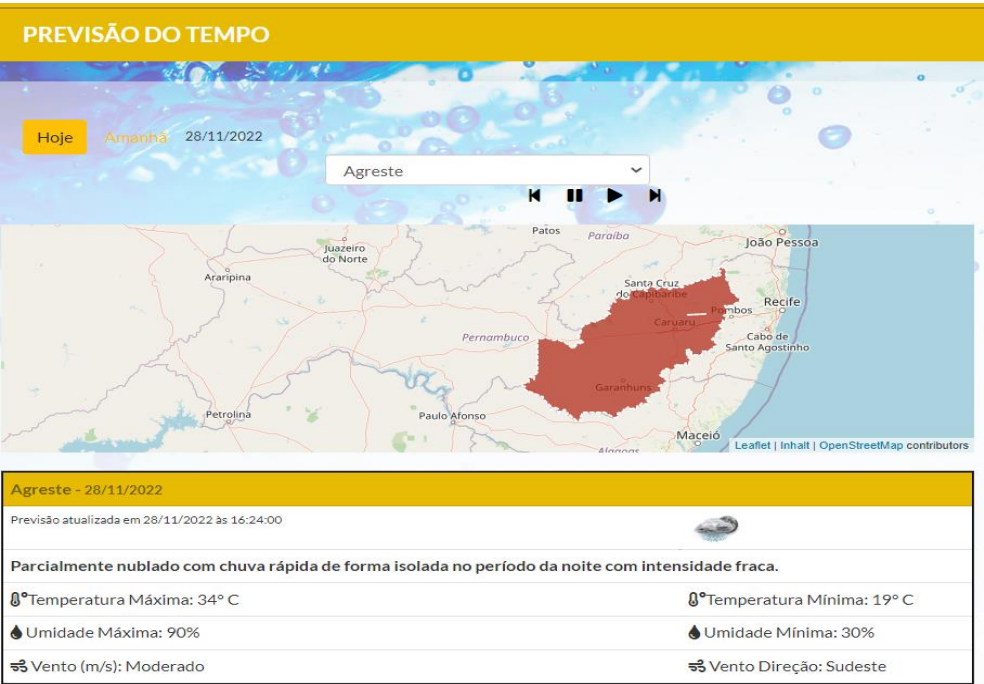 PREVISÃO DO TEMPO
Hoje Amanhã 28/11/2022
Agreste
Patos
Paraíba
João Pessoa
Juazeiro
do Norte
Araripina
Santa Cruz
do Capibaribe
Pombos
Recife
Caruaru
Pernambuco
Cabo de
Santo Agostinho
Garanhuns
Petrolina
Paulo Afonso
Maceió
Alagoas
Leaflet | Inhalt | OpenStreetMap contributors
Agreste - 28/11/2022
Previsão atualizada em 28/11/2022 às 16:24:00
Parcialmente nublado com chuva rápida de forma isolada no período da noite com intensidade fraca.
Temperatura Máxima: 34° C Temperatura Mínima: 19° C
Umidade Máxima: 90% Umidade Mínima: 30%
Vento (m/s): Moderado Vento Direção: Sudeste